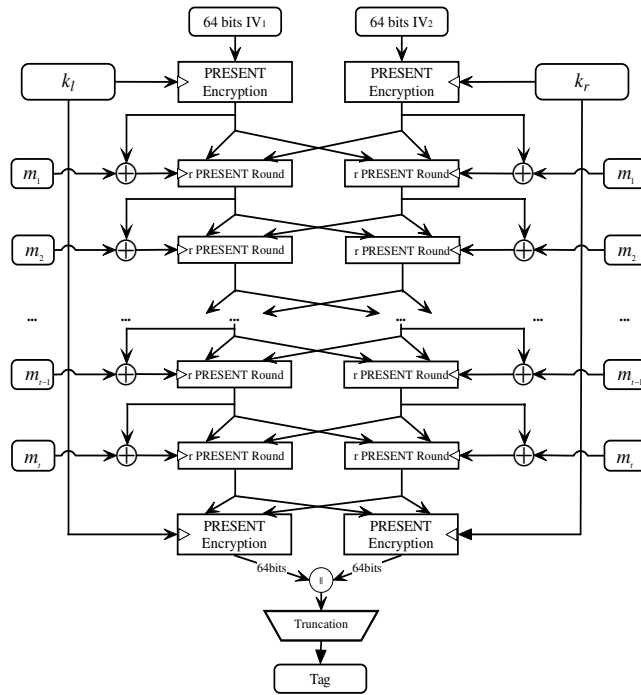 64 bits IV1 64 bits IV2
kl PRESENT Encryption PRESENT Encryption kr
m1 r PRESENT Round r PRESENT Round m1
m2 r PRESENT Round r PRESENT Round m2
... ... ... ... ... ...
mt-1 r PRESENT Round r PRESENT Round mt-1
mt r PRESENT Round r PRESENT Round mt
PRESENT Encryption PRESENT Encryption
64bits || 64bits
Truncation
Tag